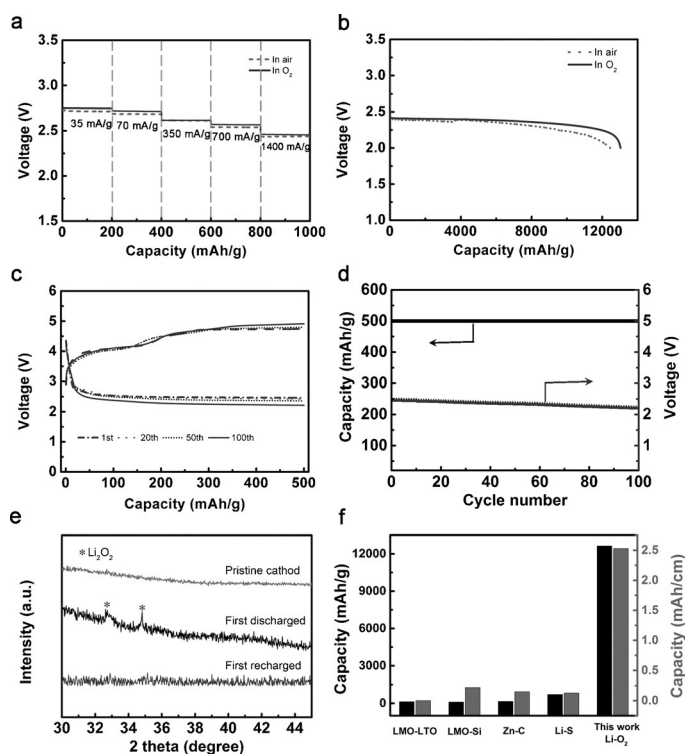 a
3.5
3.0
2.5
2.0
1.5
Voltage (V)
In air
In O2
35 mA/g
70 mA/g
350 mA/g
700 mA/g
1400 mA/g
0 200 400 600 800 1000
Capacity (mAh/g)
b
3.0
2.5
2.0
1.5
1.0
Voltage (V)
In air
In O2
0 4000 8000 12000
Capacity (mAh/g)
c
6
5
4
3
2
1
0
Voltage (V)
1st 20th 50th 100th
0 100 200 300 400 500
Capacity (mAh/g)
d
600
500
400
300
200
100
Capacity (mAh/g)
6
5
4
3
2
1
Voltage (V)
0 20 40 60 80 100
Cycle number
e
* Li2O2
Pristine cathod
*
*
First discharged
First recharged
Intensity (a.u.)
30 32 34 36 38 40 42 44
2 theta (degree)
f
12000
9000
6000
3000
0
Capacity (mAh/g)
2.5
2.0
1.5
1.0
0.5
0.0
Capacity (mAh/cm)
LMO-LTO LMO-Si Zn-C Li-S This work
Li-O2